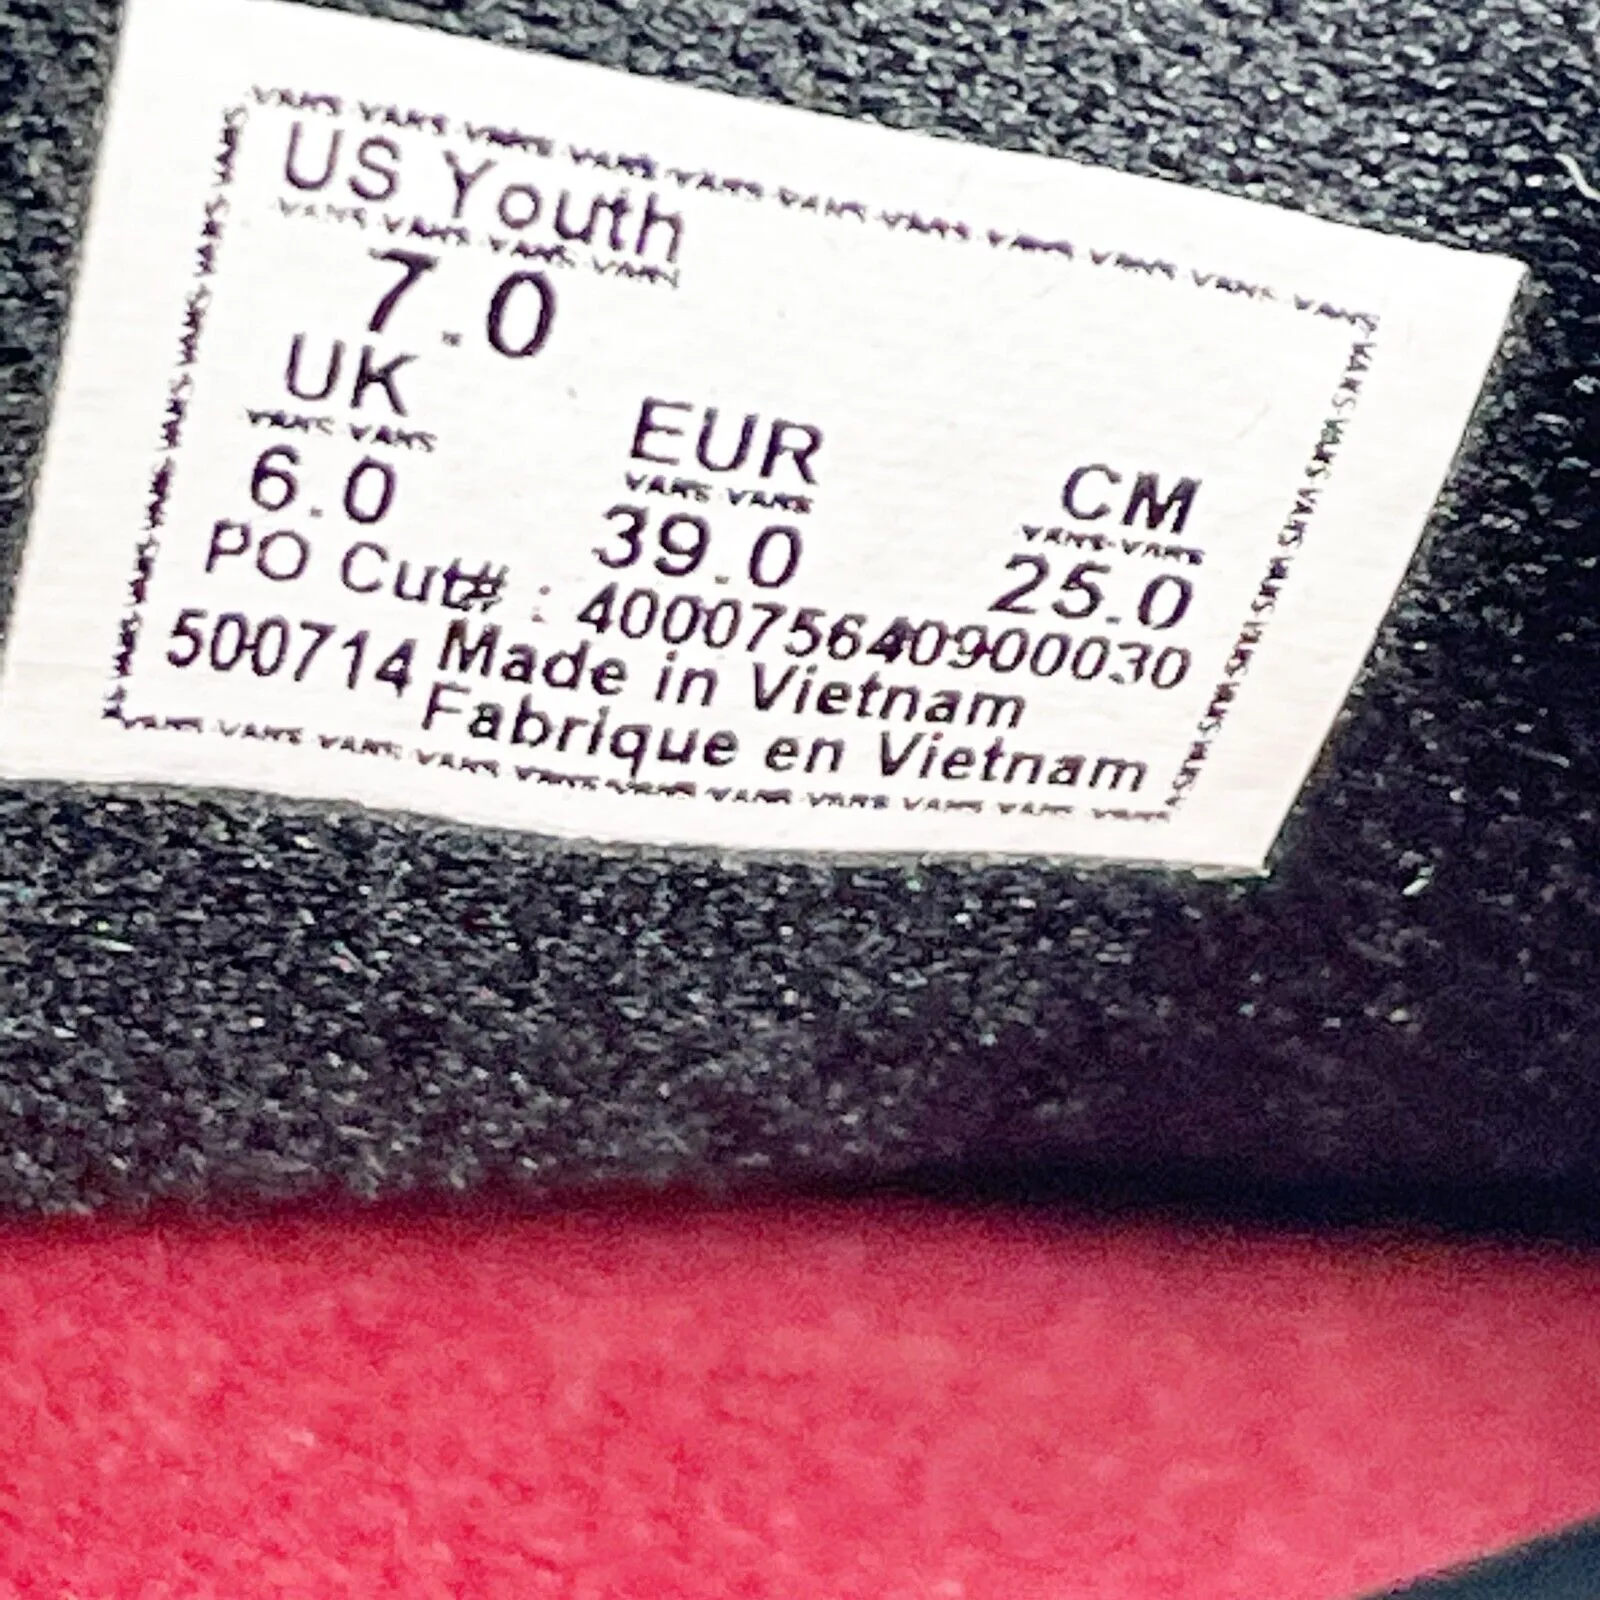 US Youth
7.0
UK EUR CM
6.0 39.0 25.0
PO Cut# : 400075640900030
500714 Made in Vietnam
Fabrique en Vietnam